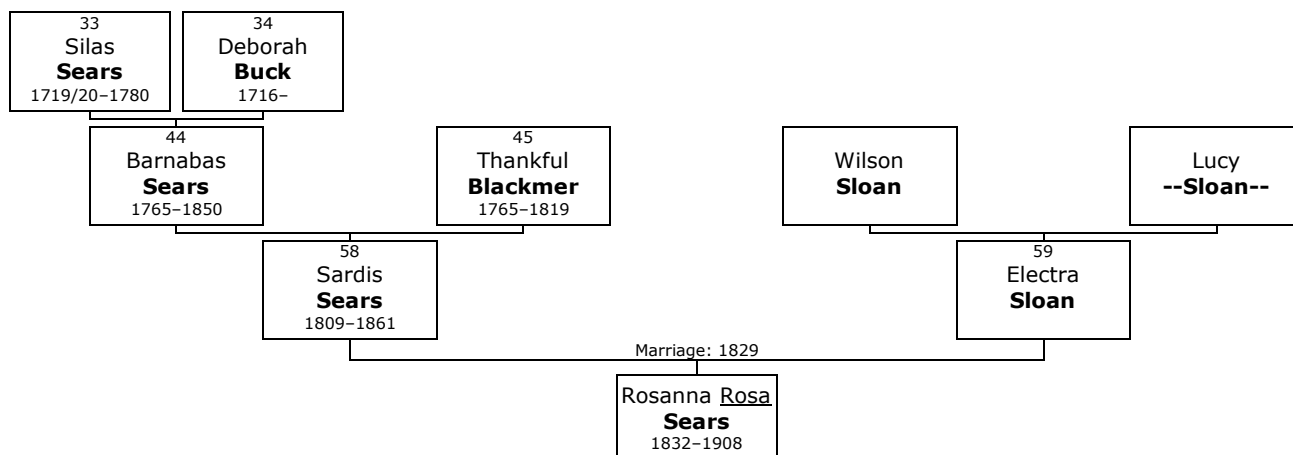 33
Silas
Sears
1719/20–1780
34
Deborah
Buck
1716–
44
Barnabas
Sears
1765–1850
45
Thankful
Blackmer
1765–1819
Wilson
Sloan
Lucy
--Sloan--
58
Sardis
Sears
1809–1861
59
Electra
Sloan
Marriage: 1829
Rosanna Rosa
Sears
1832–1908